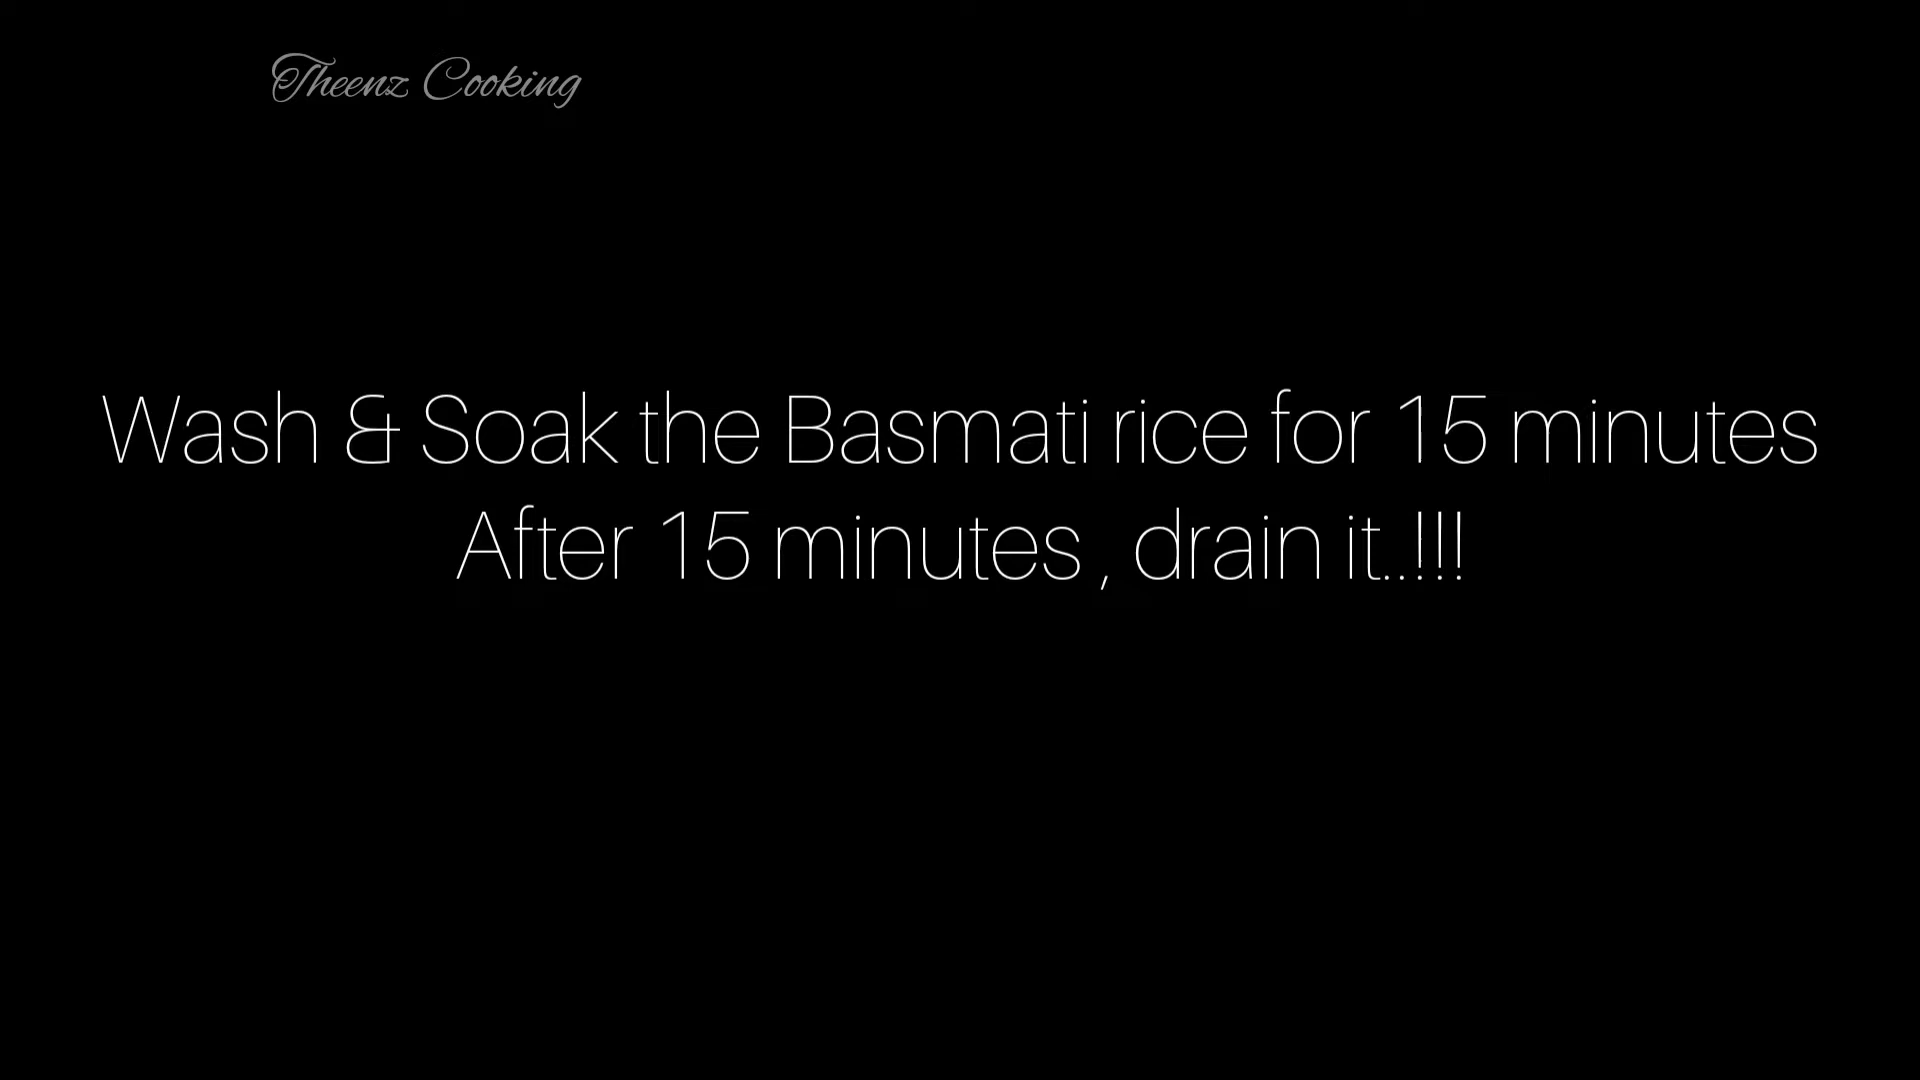 Theenz Cooking
Wash & Soak the Basmati rice for 15 minutes
After 15 minutes , drain it..!!!